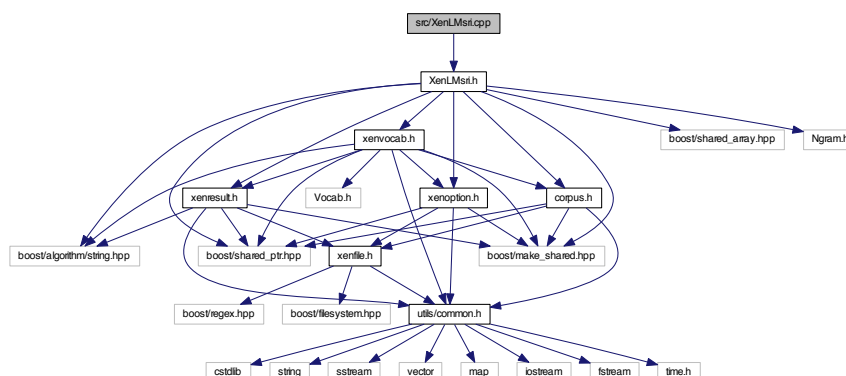 src/XenLMsri.cpp
XenLMsri.h
xenvocab.h
boost/shared_array.hpp
Ngram.h
xenresult.h
Vocab.h
xenoption.h
corpus.h
boost/algorithm/string.hpp
boost/shared_ptr.hpp
xenfile.h
boost/make_shared.hpp
boost/regex.hpp
boost/filesystem.hpp
utils/common.h
cstdlib
string
sstream
vector
map
iostream
fstream
time.h